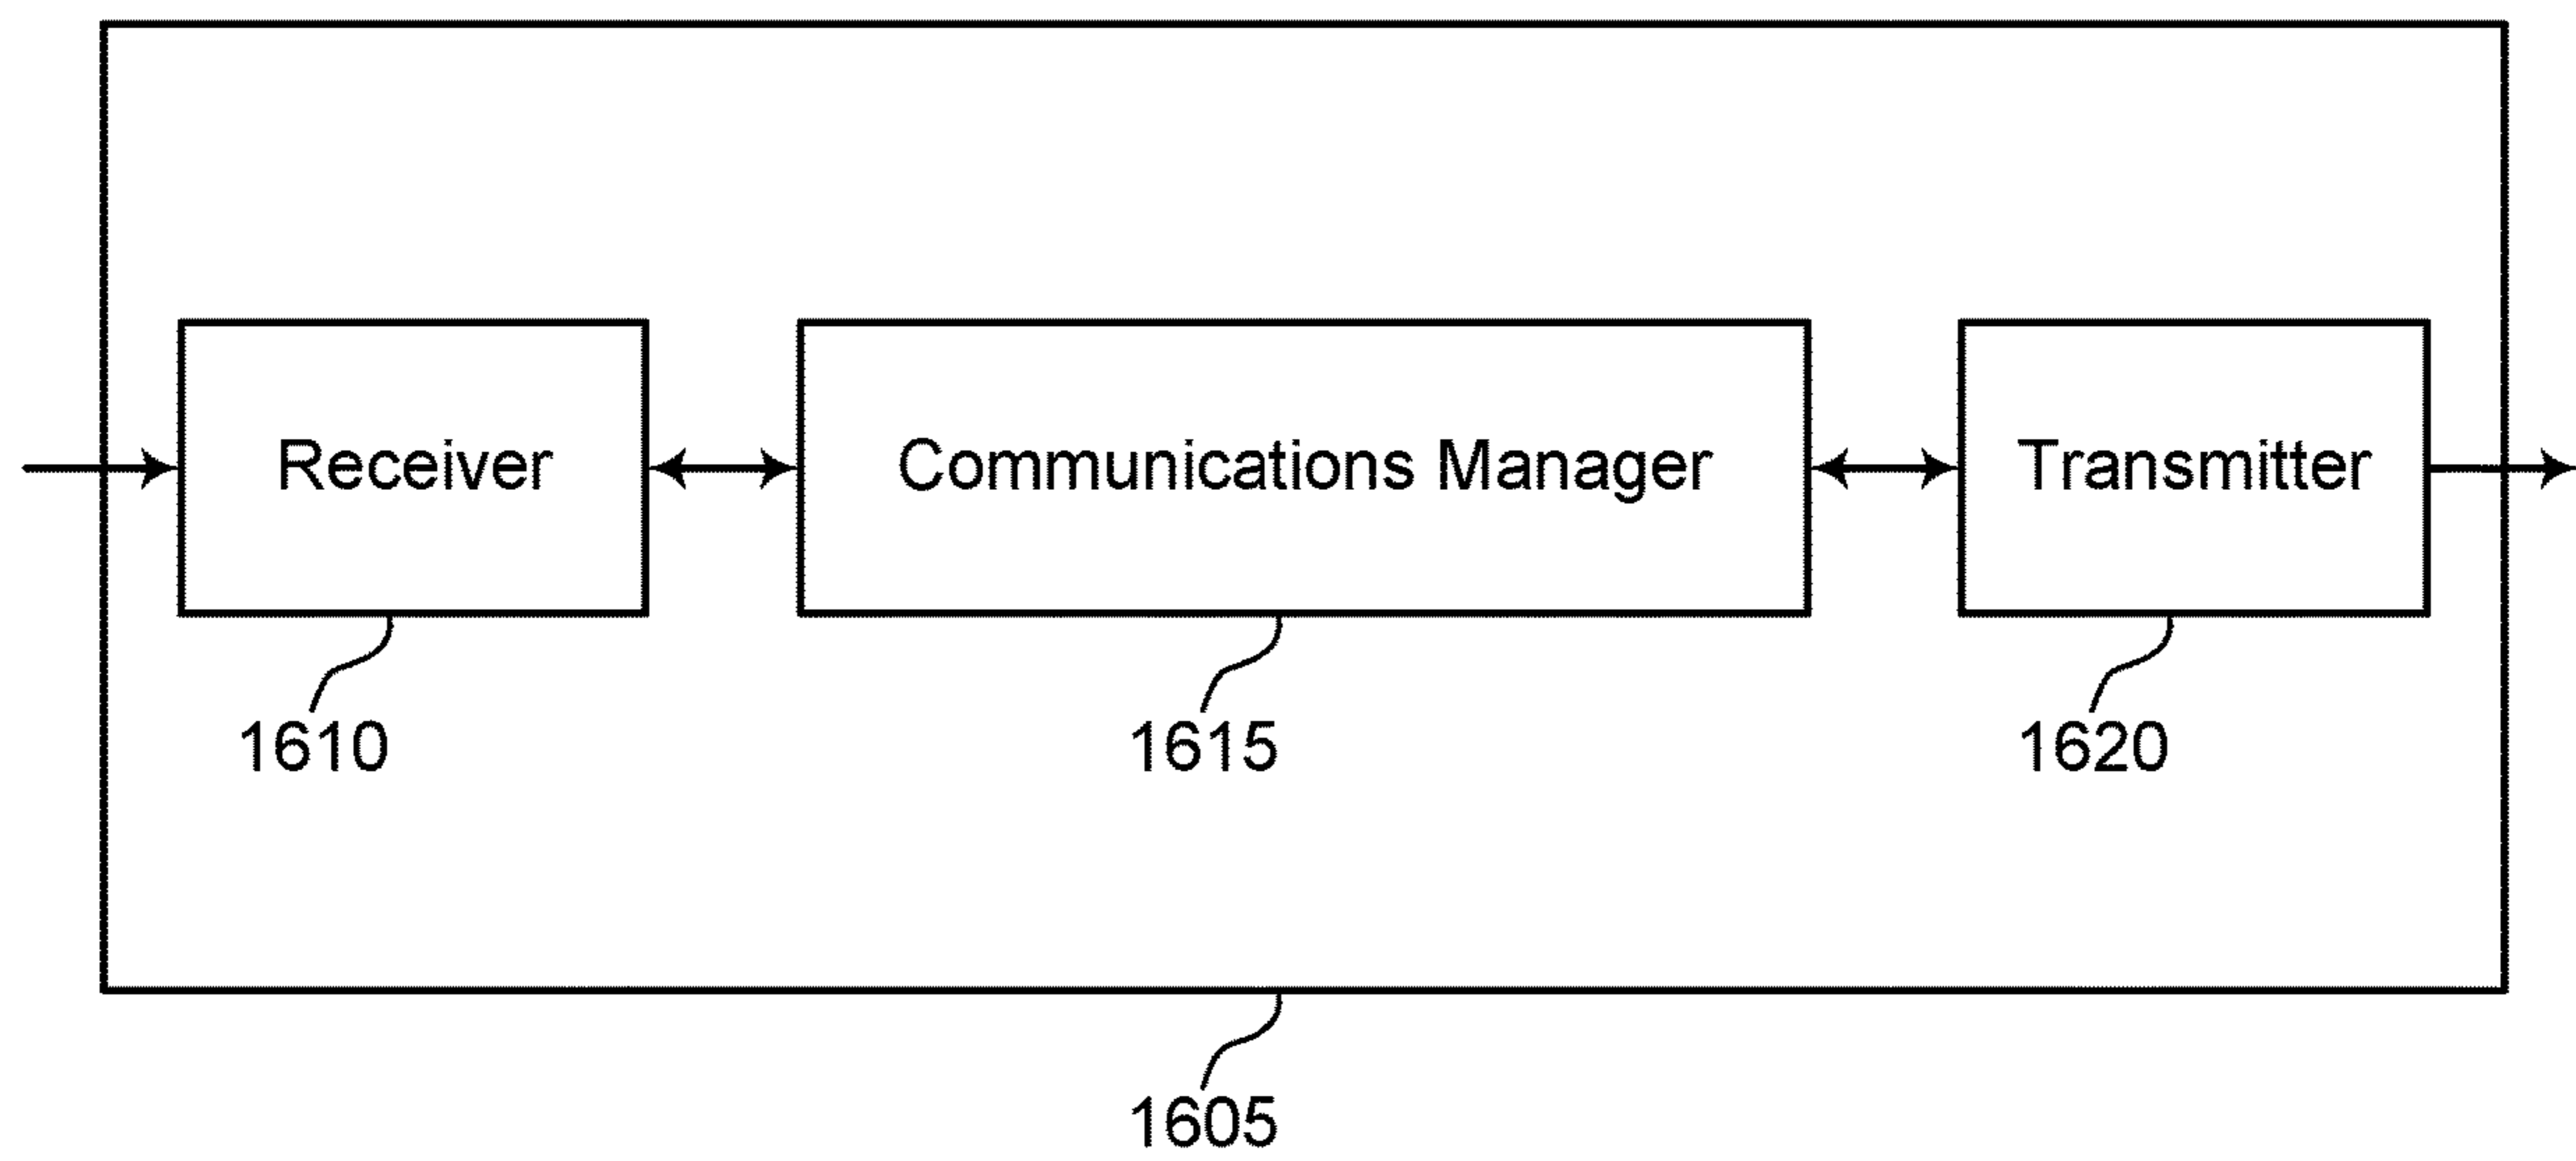 Receiver
Communications Manager
Transmitter
1610
1615
1620
1605